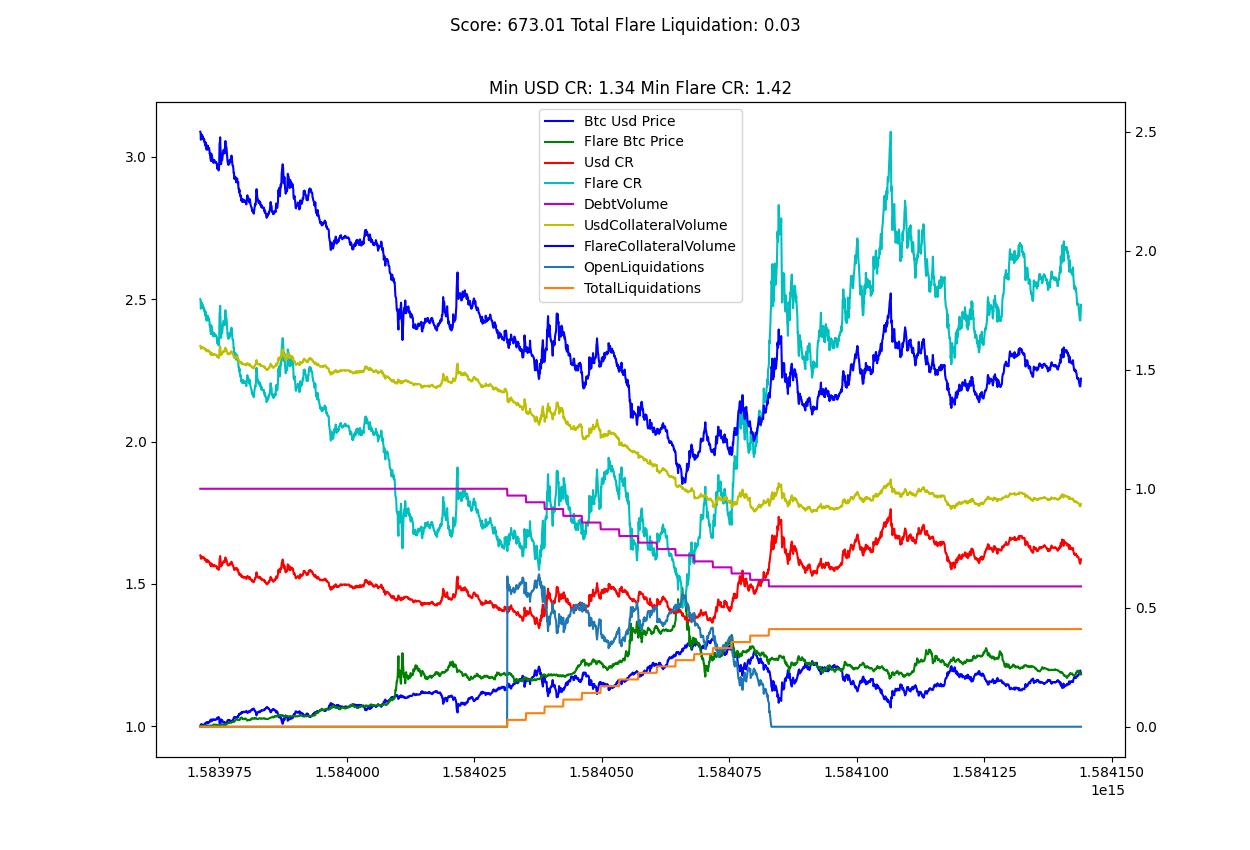 Score: 673.01 Total Flare Liquidation: 0.03
Min USD CR: 1.34 Min Flare CR: 1.42
Btc Usd Price
Flare Btc Price
Usd CR
Flare CR
DebtVolume
UsdCollateralVolume
FlareCollateralVolume
OpenLiquidations
TotalLiquidations
3.0
2.5
2.0
1.5
1.0
2.5
2.0
1.5
1.0
0.5
0.0
1.583975 1.584000 1.584025 1.584050 1.584075 1.584100 1.584125 1.584150
1e15